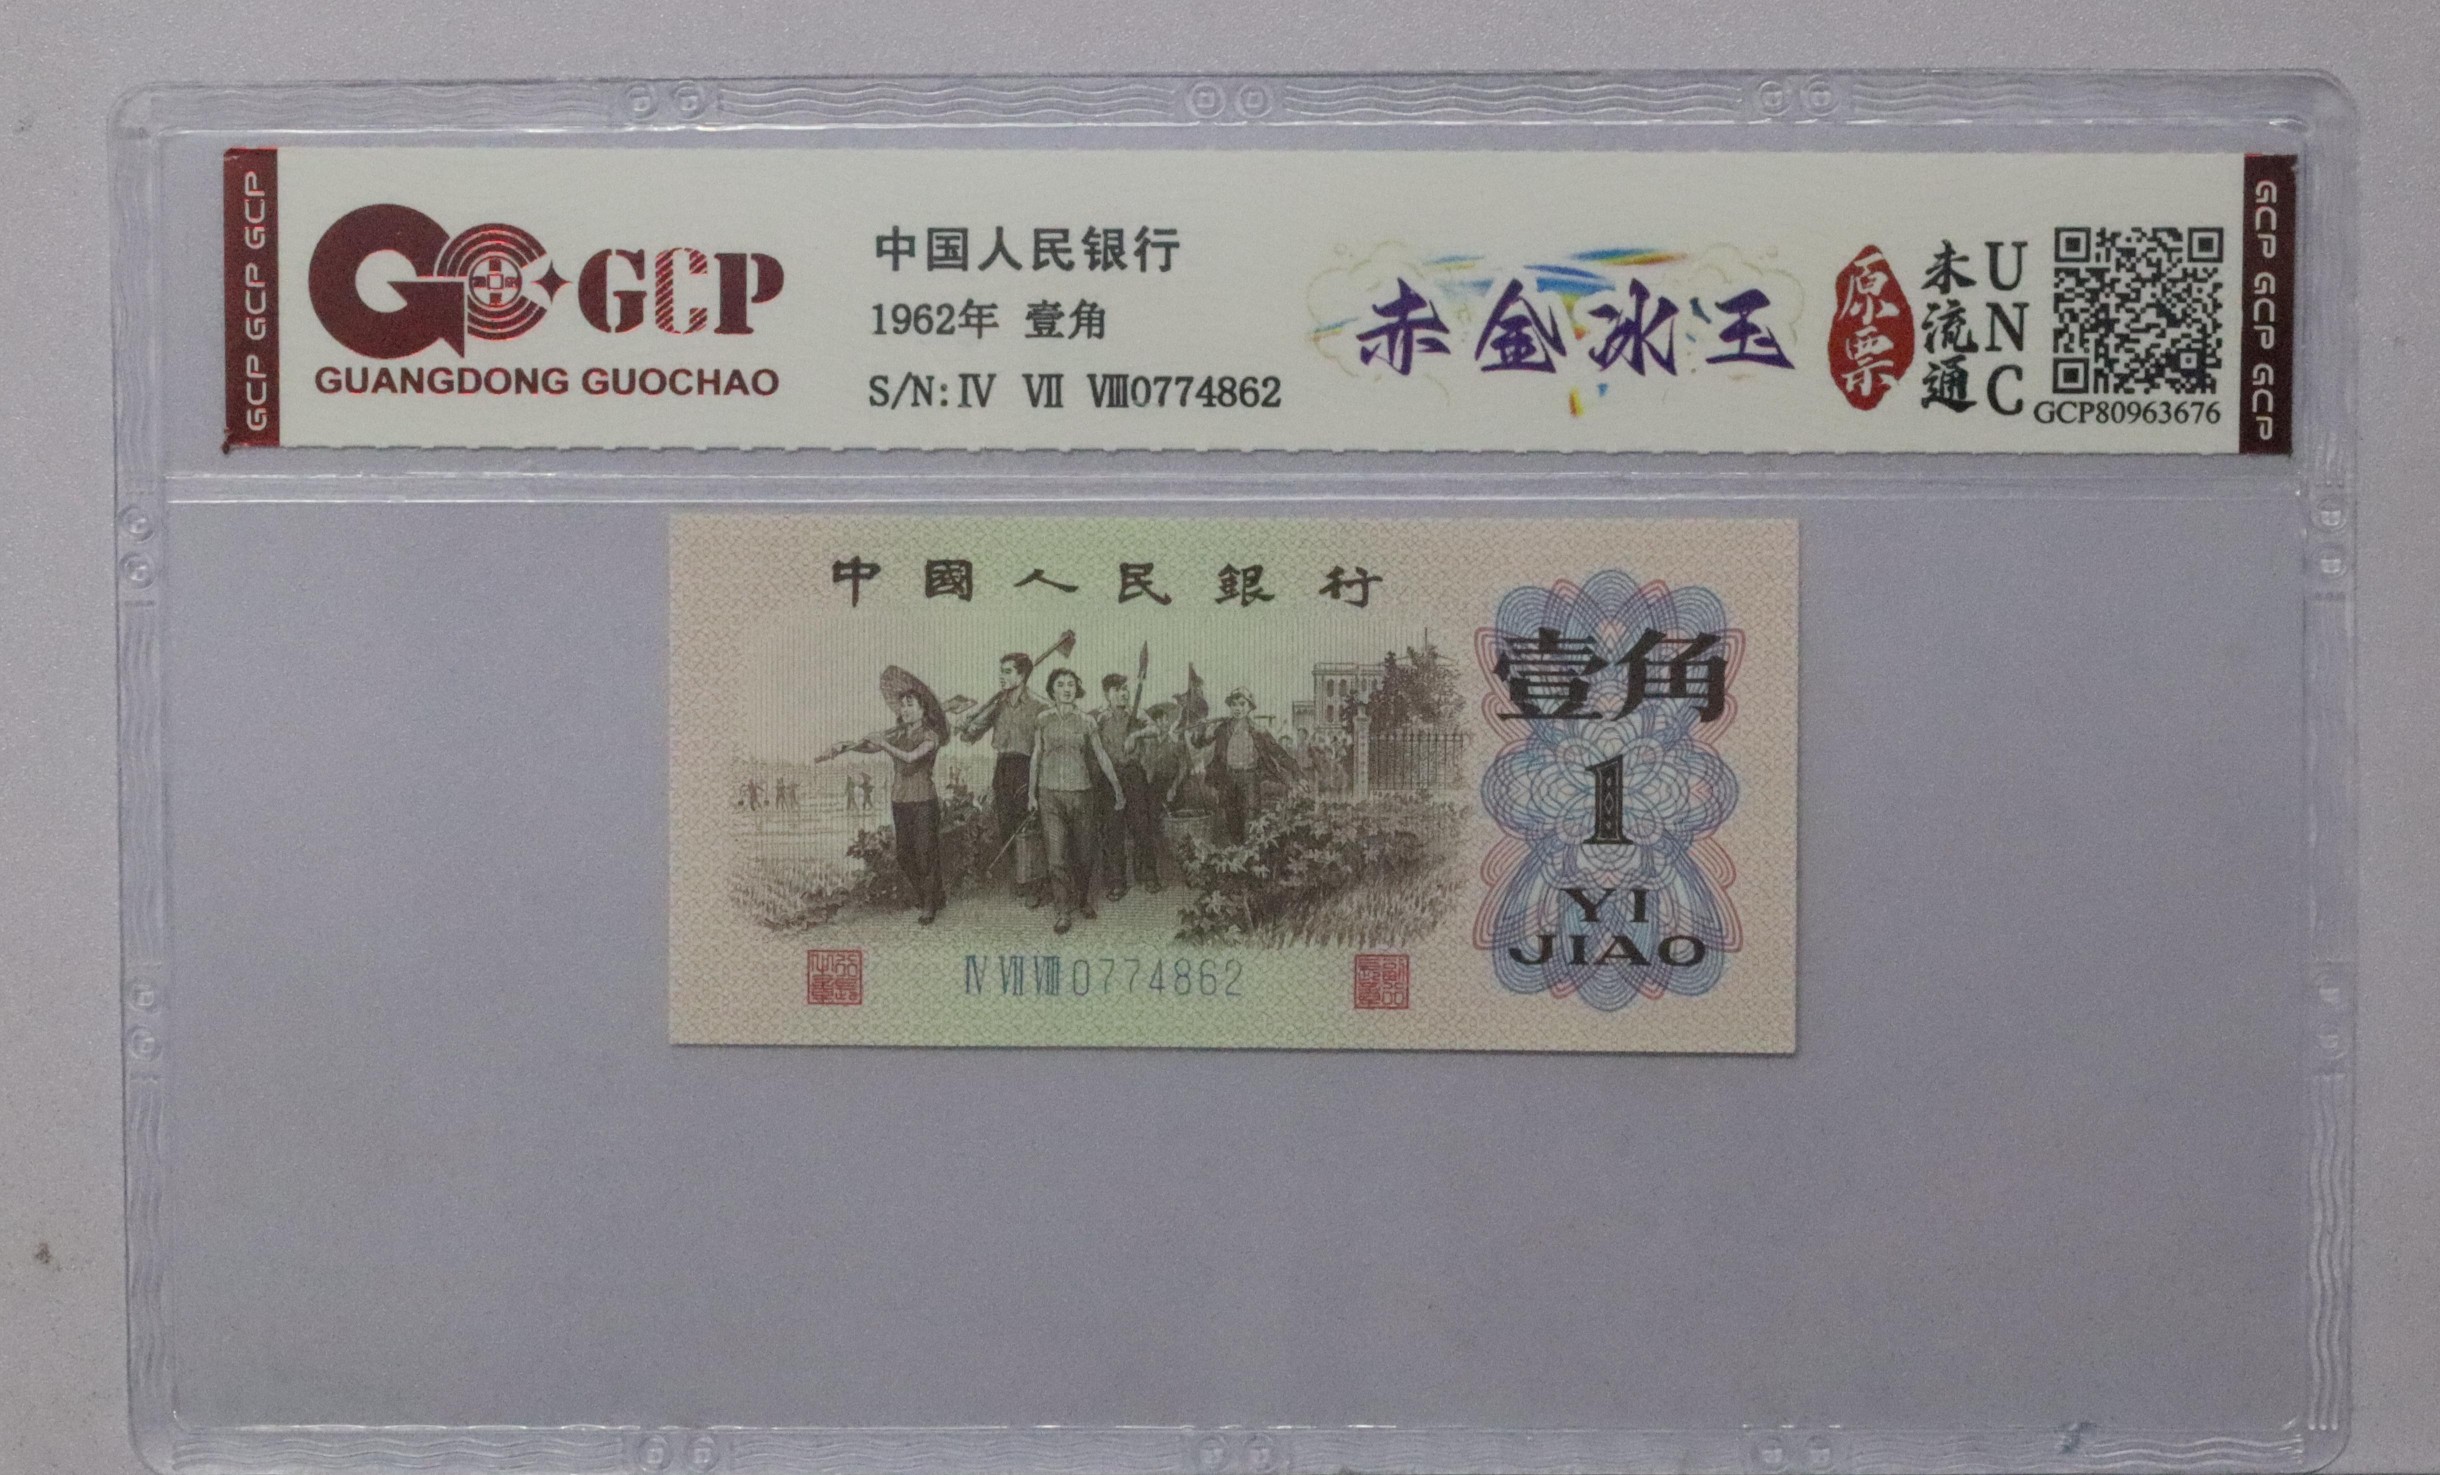 GCP GCP GCP
GCP
GUANGDONG GUOCHAO
中国人民银行
1962年 壹角
S/N: Ⅳ Ⅶ Ⅷ0774862
赤金冰玉
原票
未流通
UNC
GCP80963676
GCP GCP GCP
中國人民銀行
壹角
1
YI
JIAO
Ⅳ Ⅶ Ⅷ 0774862